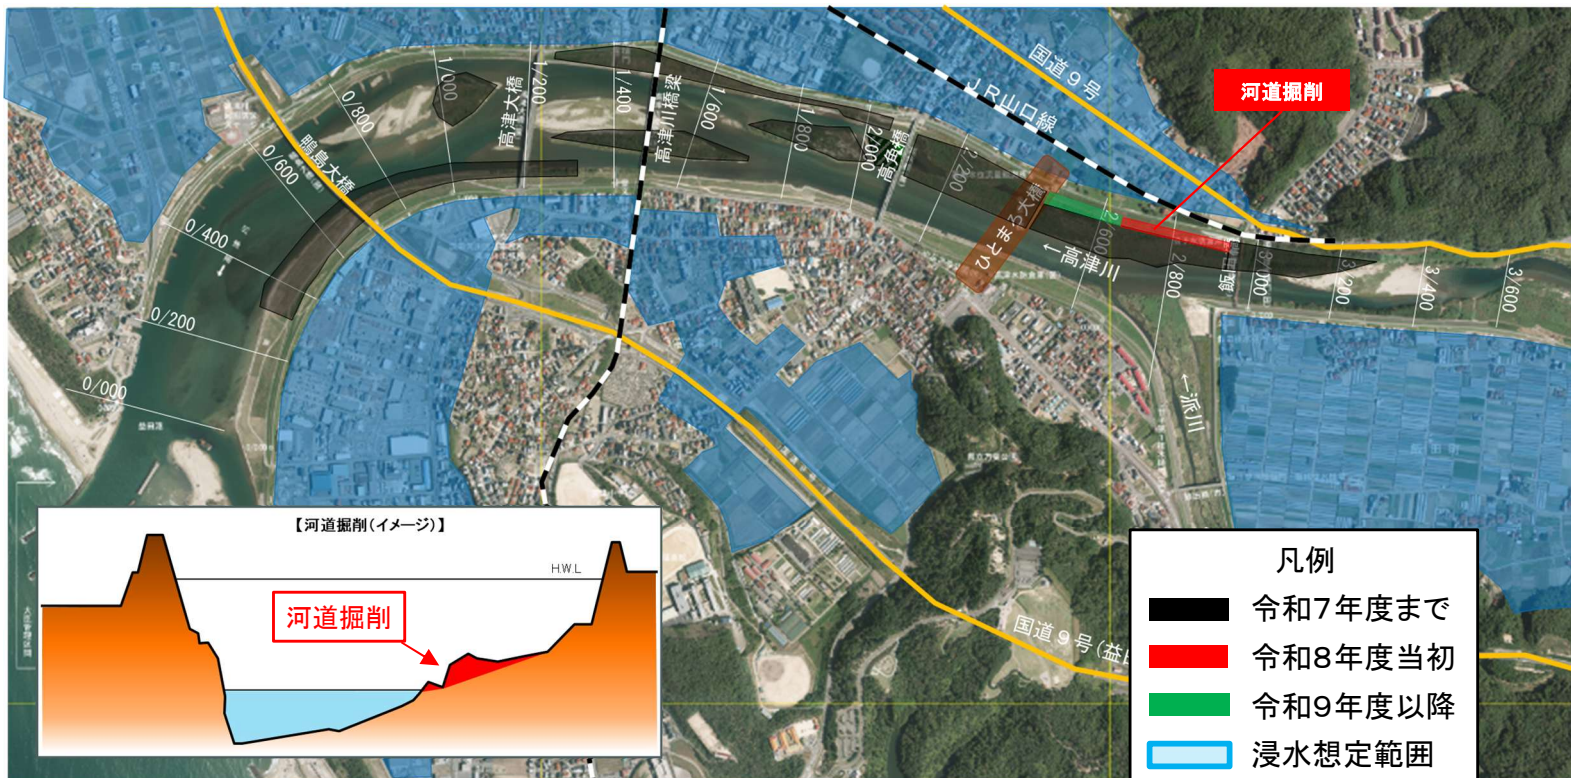 国道9号
JR山口線
河道掘削
1/000
1/200
1/400
1/600
1/800
2/000
2/200
2/600
2/800
3/000
3/200
3/400
3/600
高津大橋
高津川橋梁
高角橋
ひとまろ大橋
←高津川
飯田
0/800
鴨島大橋
0/600
0/400
0/200
0/000
←派川
国道9号(益田
【河道掘削(イメージ)】
H.W.L
河道掘削
凡例
令和7年度まで
令和8年度当初
令和9年度以降
浸水想定範囲